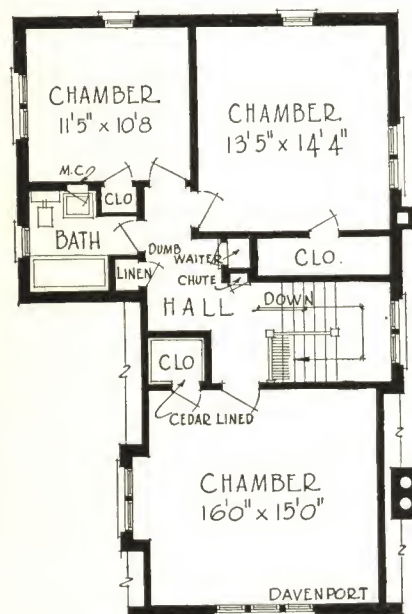 CHAMBER
11'5" x 10'8
CHAMBER
13'5" x 14'4"
M.C.
CLO
BATH
DUMB WAITER
CLO.
LINEN
CHUTE
HALL
DOWN
CLO
CEDAR LINED
CHAMBER
16'0" x 15'0"
DAVENPORT